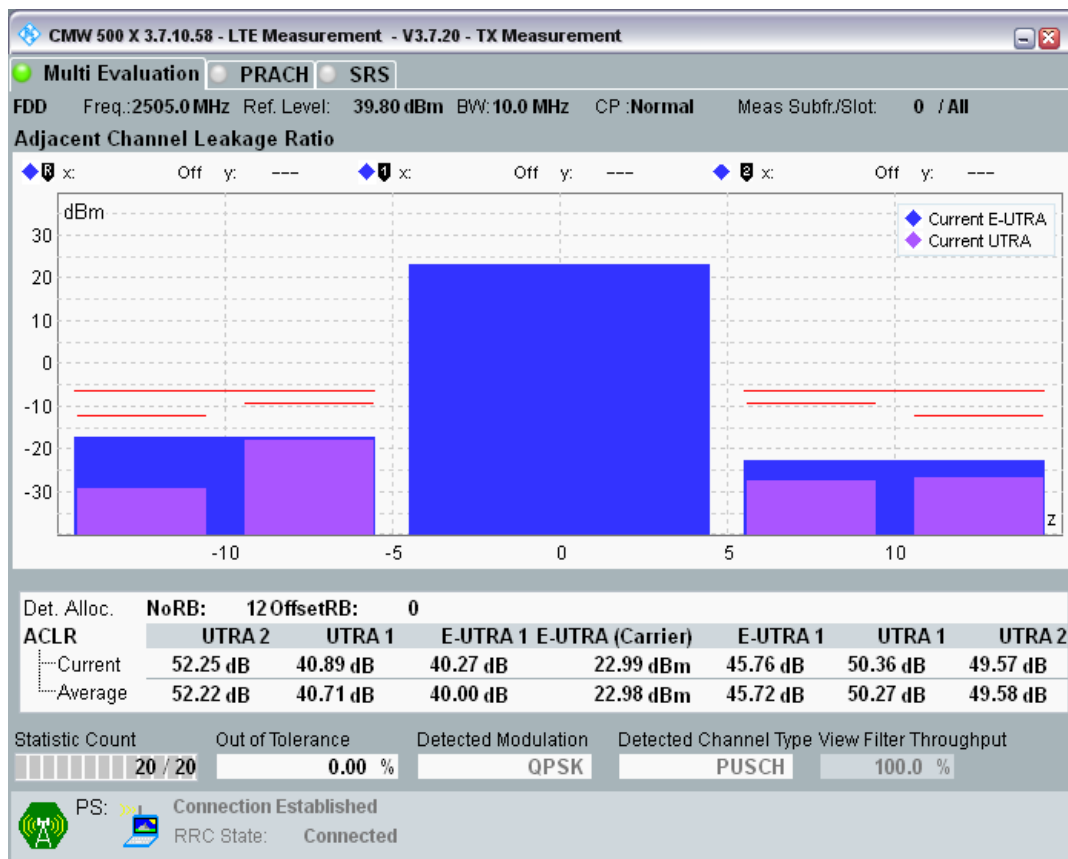 CMW 500 X 3.7.10.58 - LTE Measurement - V3.7.20 - TX Measurement
Multi Evaluation PRACH SRS
FDD Freq.:2505.0 MHz Ref. Level: 39.80 dBm BW:10.0 MHz CP :Normal Meas Subfr./Slot: 0 / All
Adjacent Channel Leakage Ratio
R x: Off y: --- 1 x: Off y: --- 2 x: Off y: ---
dBm
Current E-UTRA
Current UTRA
30
20
10
0
-10
-20
-30
z
-10 -5 0 5 10
Det. Alloc. NoRB: 12 OffsetRB: 0
ACLR UTRA 2 UTRA 1 E-UTRA 1 E-UTRA (Carrier) E-UTRA 1 UTRA 1 UTRA 2
Current 52.25 dB 40.89 dB 40.27 dB 22.99 dBm 45.76 dB 50.36 dB 49.57 dB
Average 52.22 dB 40.71 dB 40.00 dB 22.98 dBm 45.72 dB 50.27 dB 49.58 dB
Statistic Count Out of Tolerance Detected Modulation Detected Channel Type View Filter Throughput
20 / 20 0.00 % QPSK PUSCH 100.0 %
PS: Connection Established
RRC State: Connected